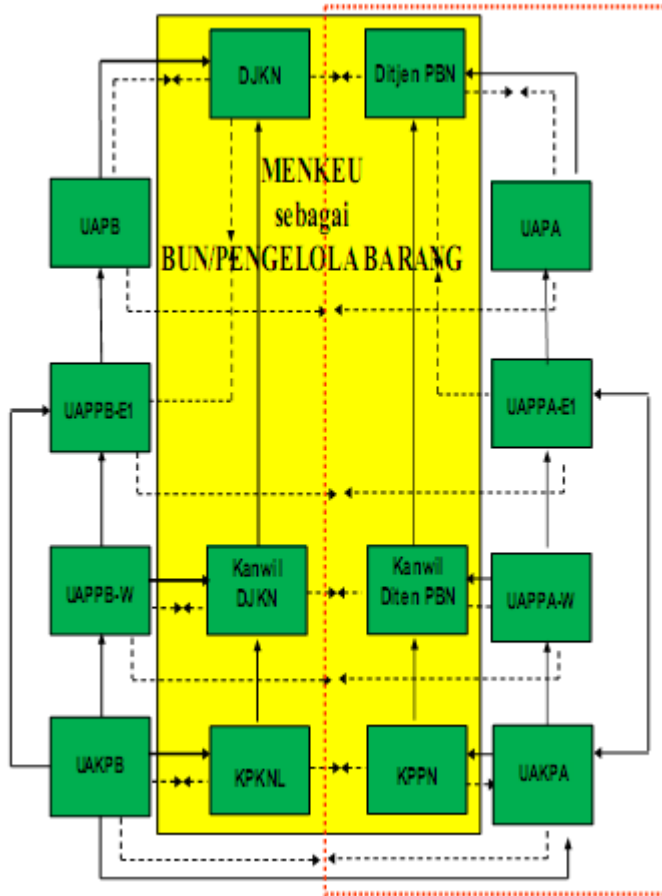 DJKN
Ditjen PBN
MENKEU
sebagai
BUN/PENGELOLA BARANG
UAPB
UAPA
UAPPB-E1
UAPPA-E1
UAPPB-W
Kanwil
DJKN
Kanwil
Diten PBN
UAPPA-W
UAKPB
KPKNL
KPPN
UAKPA